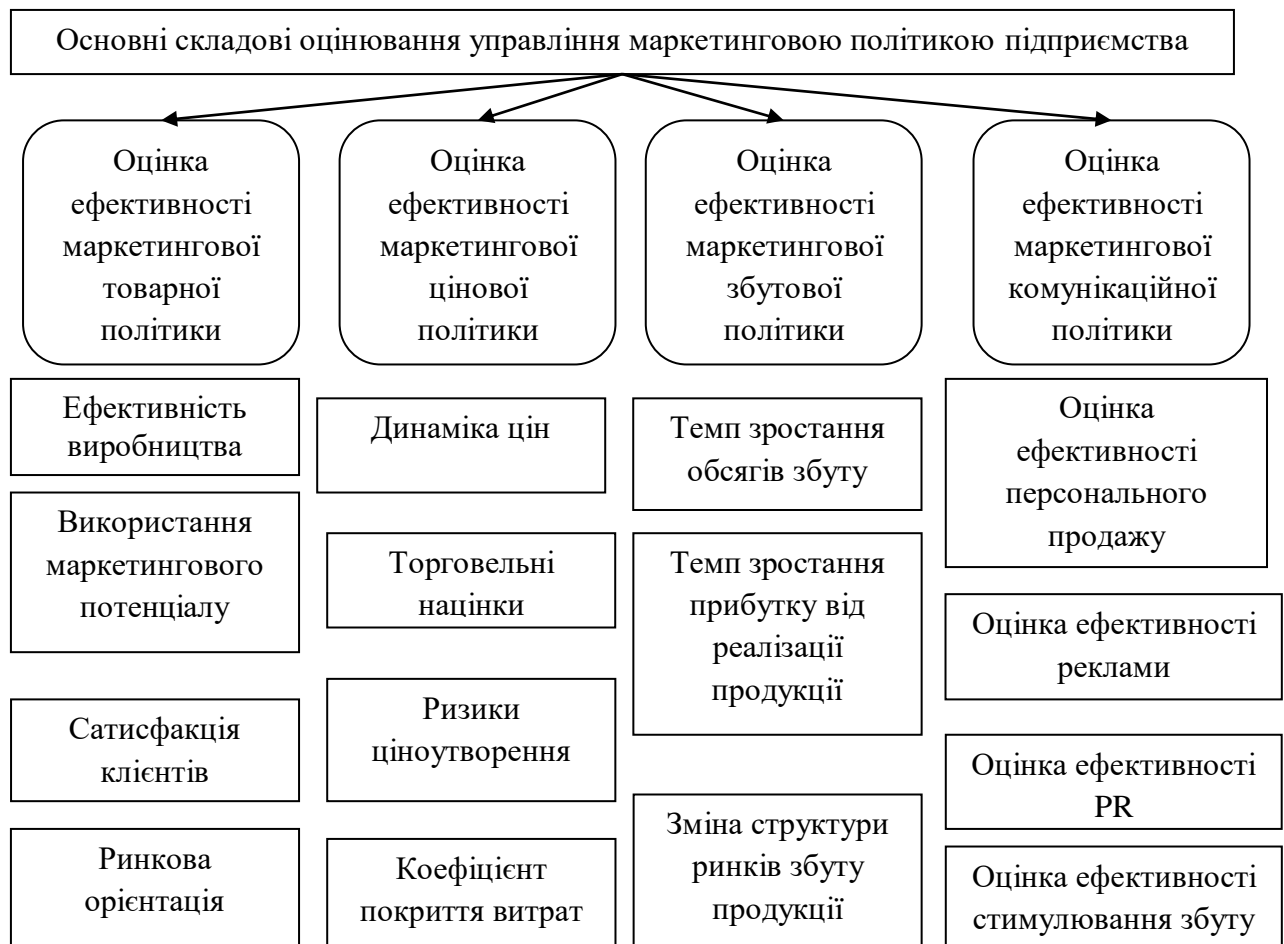 Основні складові оцінювання управління маркетинговою політикою підприємства
Оцінка
ефективності
маркетингової
товарної
політики
Оцінка
ефективності
маркетингової
цінової
політики
Оцінка
ефективності
маркетингової
збутової
політики
Оцінка
ефективності
маркетингової
комунікаційної
політики
Ефективність
виробництва
Використання
маркетингового
потенціалу
Сатисфакція
клієнтів
Ринкова
орієнтація
Динаміка цін
Торговельні
націнки
Ризики
ціноутворення
Коефіцієнт
покриття витрат
Темп зростання
обсягів збуту
Темп зростання
прибутку від
реалізації
продукції
Зміна структури
ринків збуту
продукції
Оцінка
ефективності
персонального
продажу
Оцінка ефективності
реклами
Оцінка ефективності
PR
Оцінка ефективності
стимулювання збуту